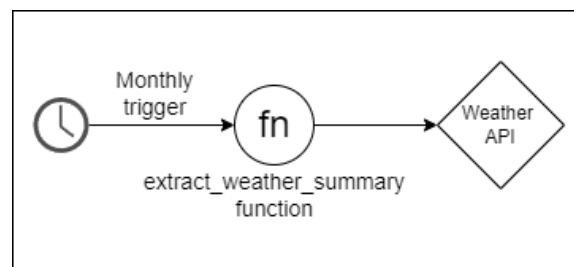 Monthly
trigger
fn
extract_weather_summary
function
Weather
API